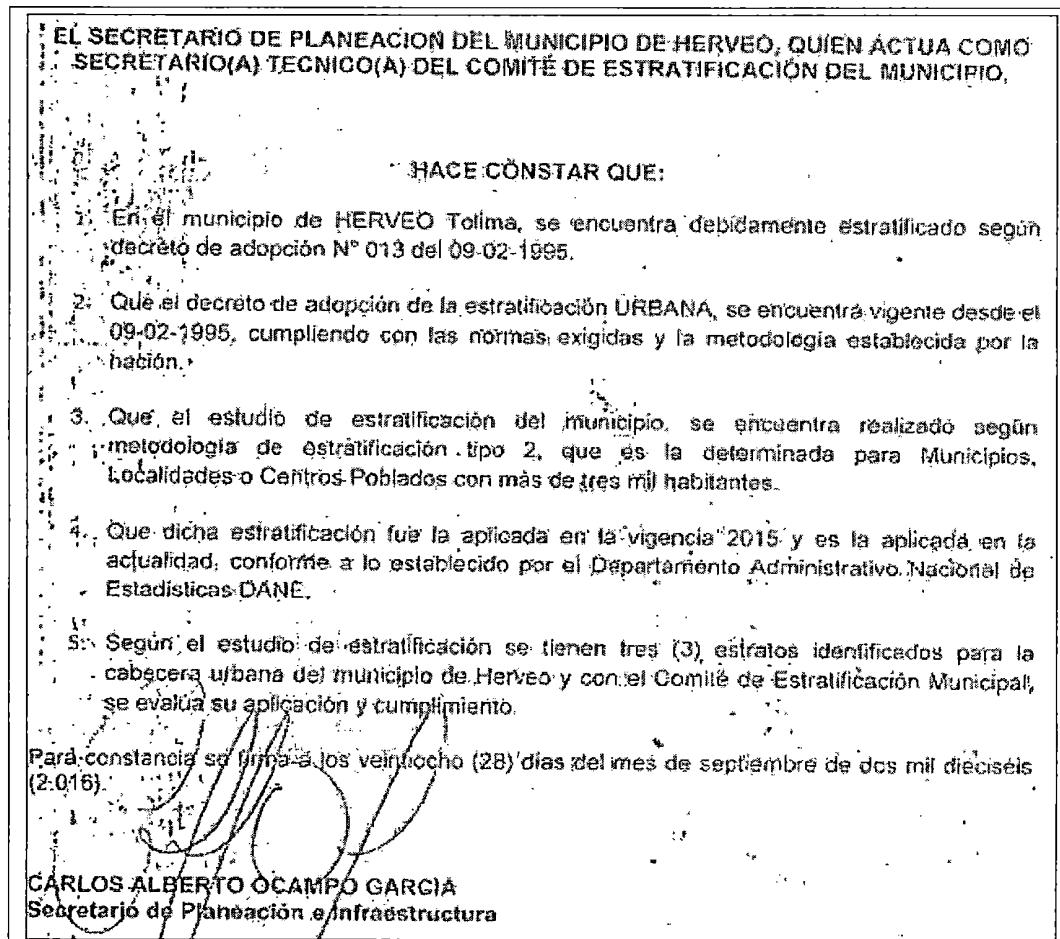 EL SECRETARIO DE PLANEACION DEL MUNICIPIO DE HERVEO, QUIEN ACTUA COMO
SECRETARIO(A) TECNICO(A) DEL COMITÉ DE ESTRATIFICACIÓN DEL MUNICIPIO,
HACE CONSTAR QUE:
1. En el municipio de HERVEO Tolima, se encuentra debidamente estratificado según
decreto de adopción N° 013 del 09-02-1995.
2. Que el decreto de adopción de la estratificación URBANA, se encuentra vigente desde el
09-02-1995, cumpliendo con las normas exigidas y la metodología establecida por la
nación.
3. Que el estudio de estratificación del municipio, se encuentra realizado según
metodología de estratificación tipo 2, que es la determinada para Municipios,
Localidades o Centros Poblados con más de tres mil habitantes.
4. Que dicha estratificación fue la aplicada en la vigencia 2015 y es la aplicada en la
actualidad, conforme a lo establecido por el Departamento Administrativo Nacional de
Estadísticas DANE.
5. Según el estudio de estratificación se tienen tres (3) estratos identificados para la
cabecera urbana del municipio de Herveo y con el Comité de Estratificación Municipal,
se evalúa su aplicación y cumplimiento.
Para constancia se firma a los veintiocho (28) días del mes de septiembre de dos mil dieciséis
(2.016).
CARLOS ALBERTO OCAMPO GARCIA
Secretario de Planeación e Infraestructura